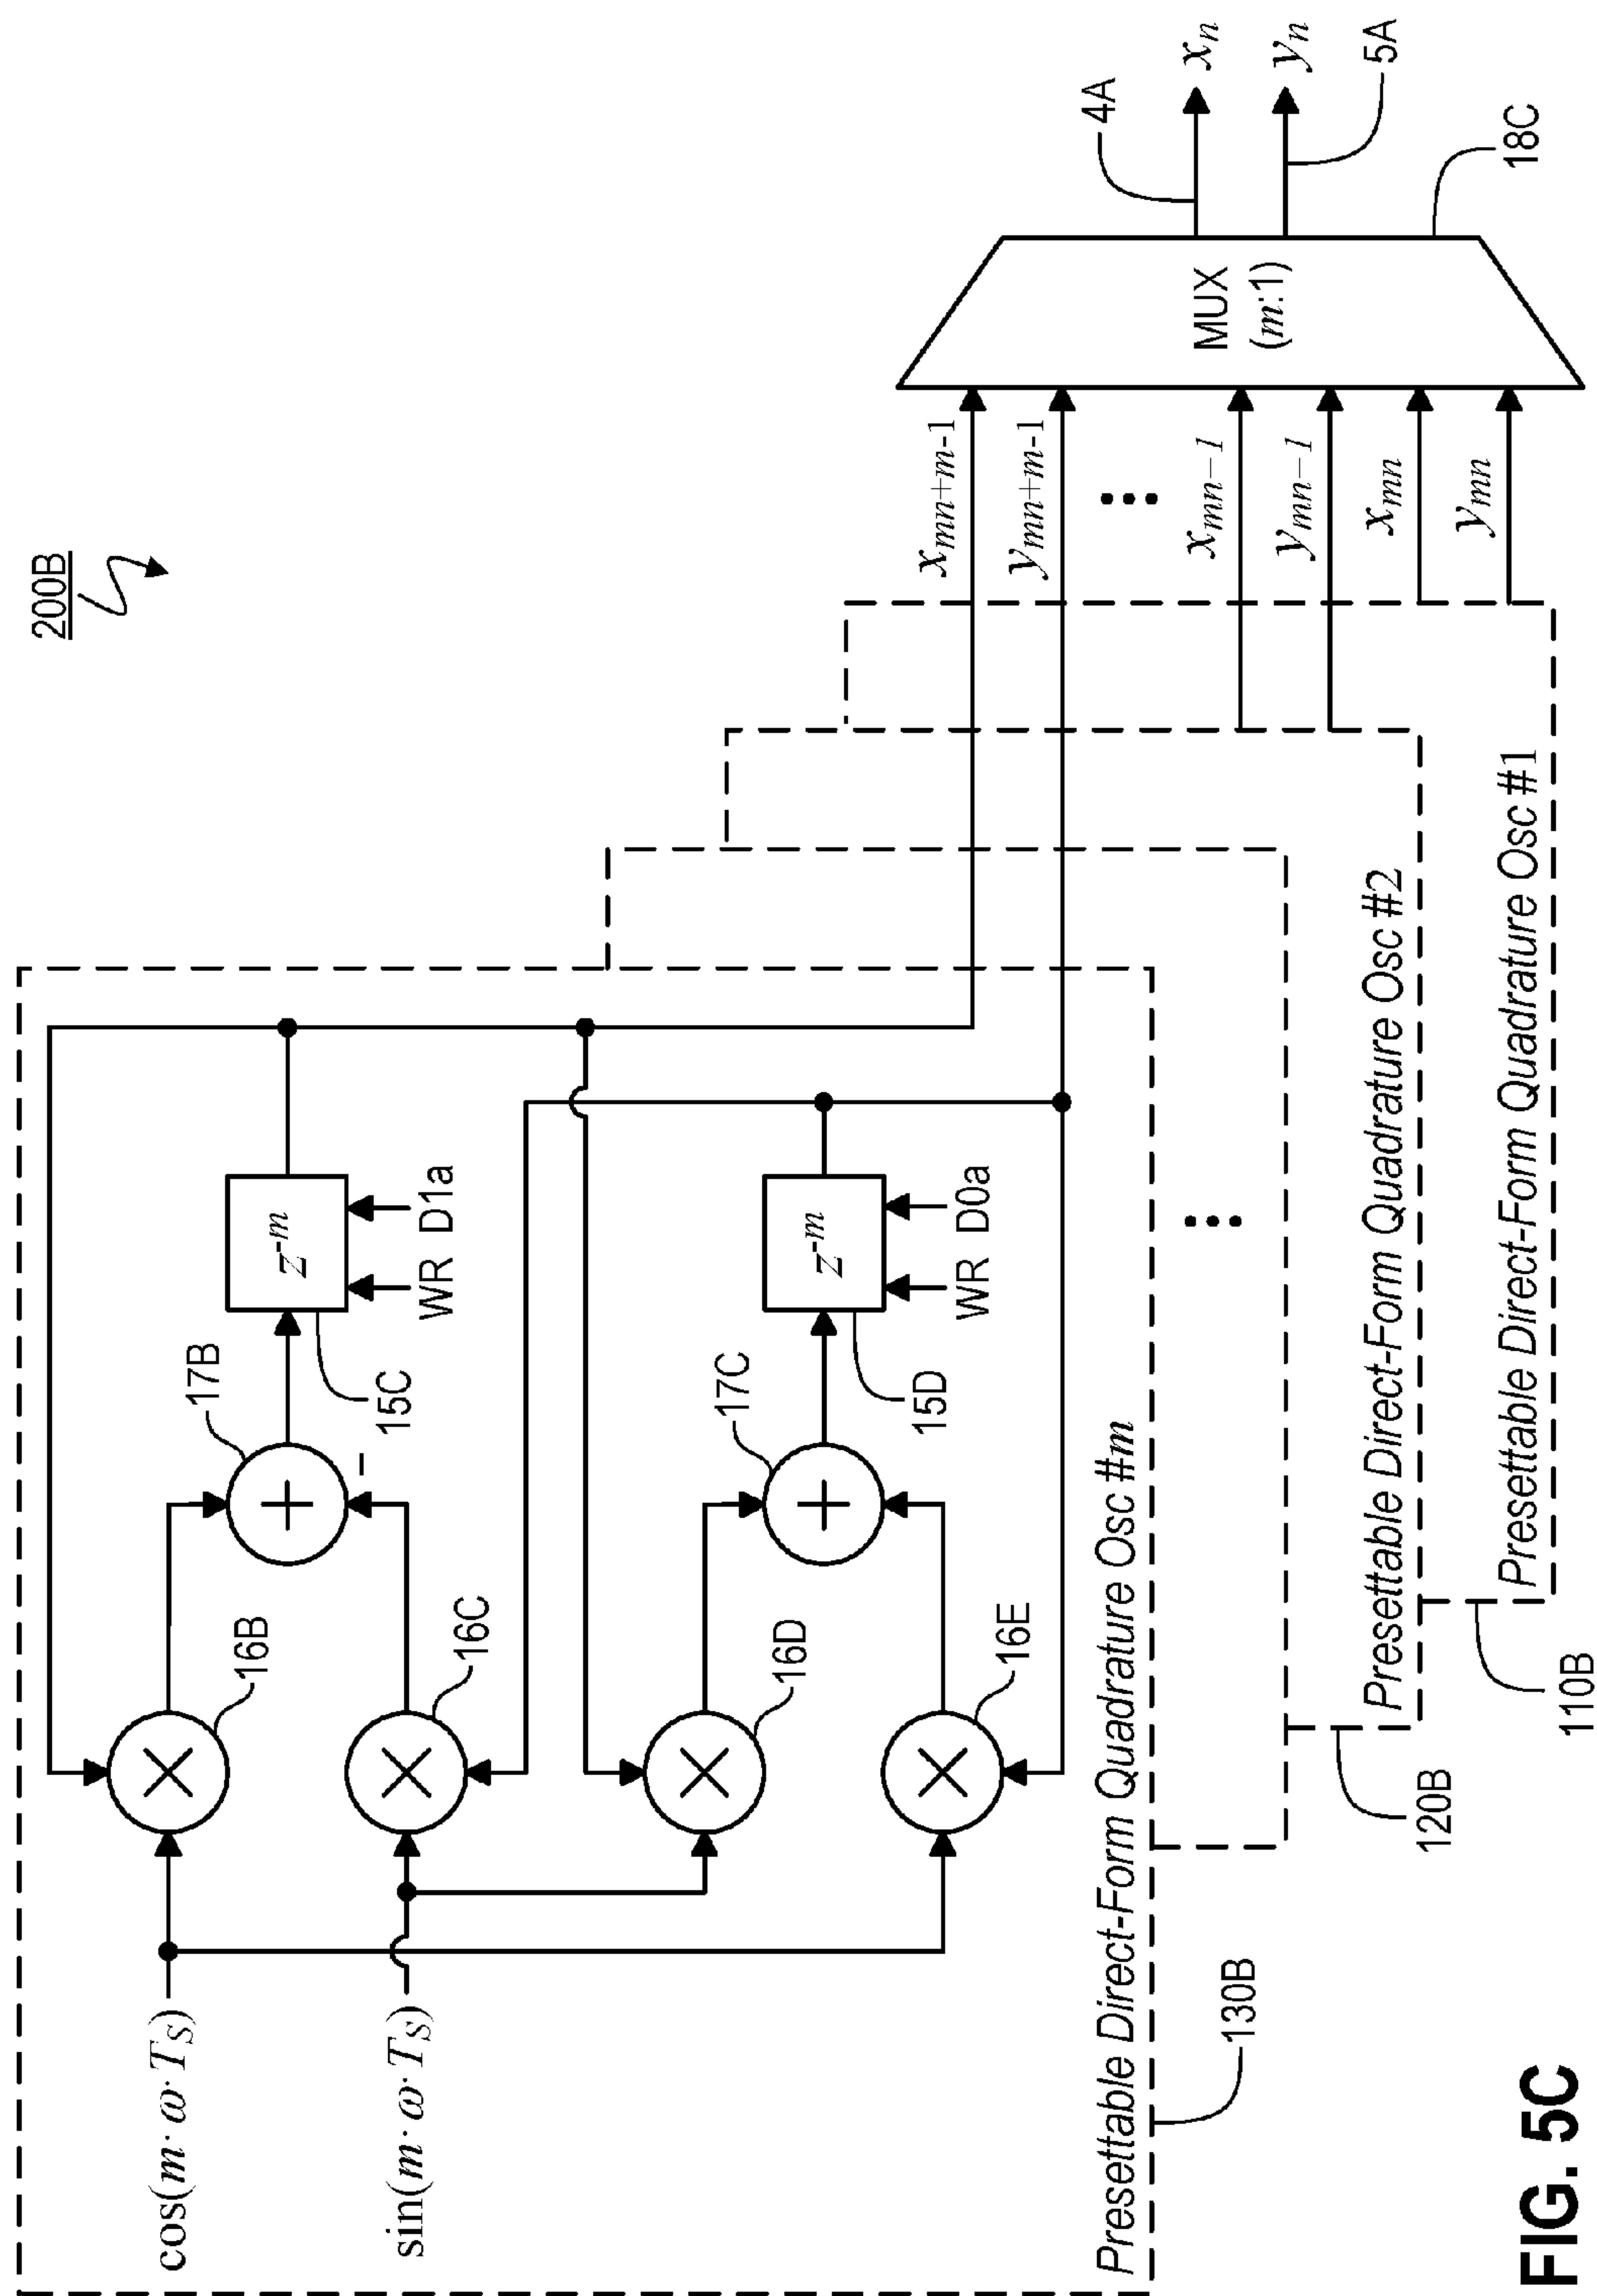 200B
cos(m·ω·T_S)
sin(m·ω·T_S)
16B
16C
16D
16E
17B
17C
15C
15D
+
+
-
z^-m
WR D1a
z^-m
WR D0a
Presettable Direct-Form Quadrature Osc #m
130B
...
Presettable Direct-Form Quadrature Osc #2
120B
Presettable Direct-Form Quadrature Osc #1
110B
x_mn+m-1
y_mn+m-1
...
x_mn-1
y_mn-1
x_mn
y_mn
MUX
(m:1)
18C
4A
x_n
y_n
5A
FIG. 5C